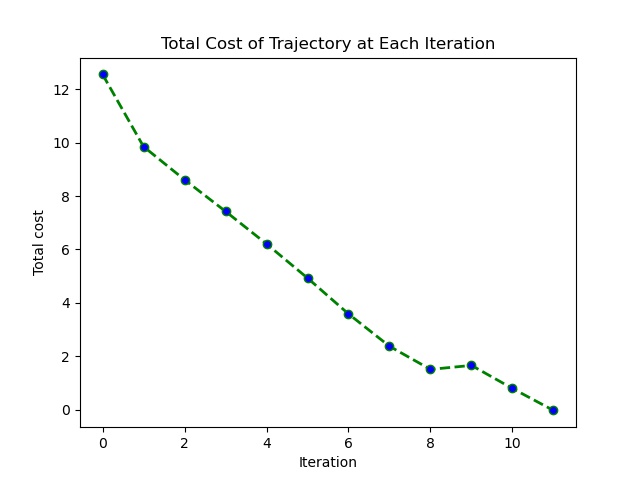 Total Cost of Trajectory at Each Iteration
12
10
8
6
4
2
0
Total cost
0 2 4 6 8 10
Iteration